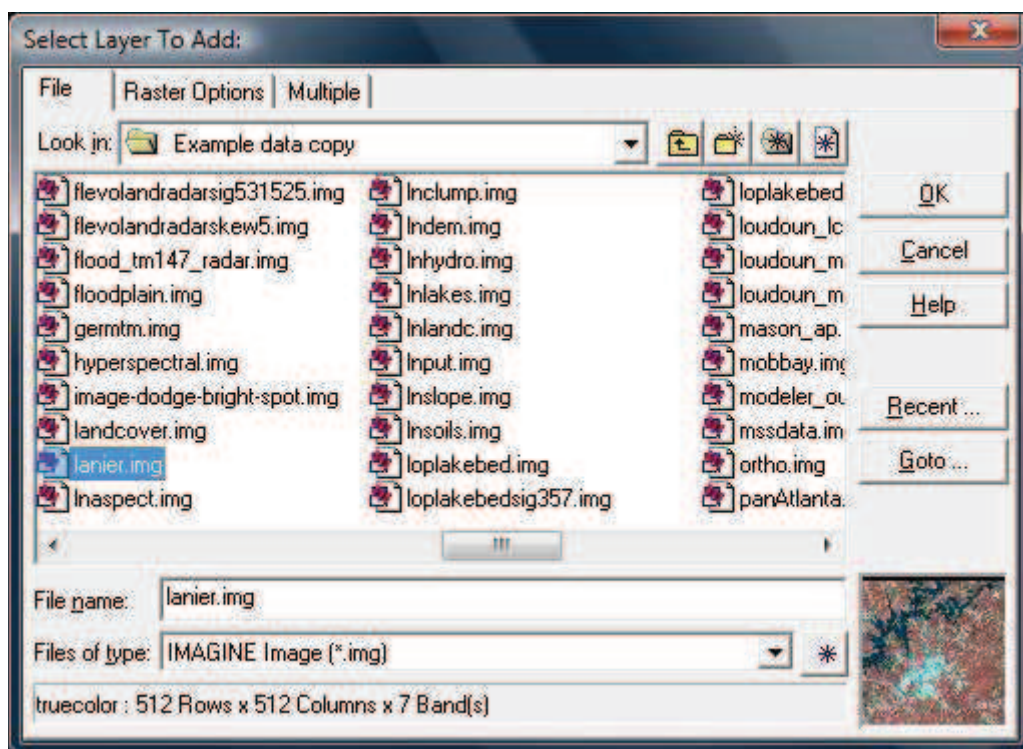 Select Layer To Add:
File Raster Options Multiple
Look in: Example data copy
flevolandradarsig531525.img
flevolandradarskew5.img
flood_tm147_radar.img
floodplain.img
germtm.img
hyperspectral.img
image-dodge-bright-spot.img
landcover.img
lanier.img
lnaspect.img
lnclump.img
lndem.img
lnhydro.img
lnlakes.img
lnlandc.img
lnput.img
lnslope.img
lnsoils.img
loplakebed.img
loplakebedsig357.img
loplakebed
loudoun_lc
loudoun_m
loudoun_m
mason_ap.
mobbay.img
modeler_ou
mssdata.im
ortho.img
panAtlanta.
OK
Cancel
Help
Recent ...
Goto ...
File name: lanier.img
Files of type: IMAGINE Image (*.img)
truecolor : 512 Rows x 512 Columns x 7 Band(s)